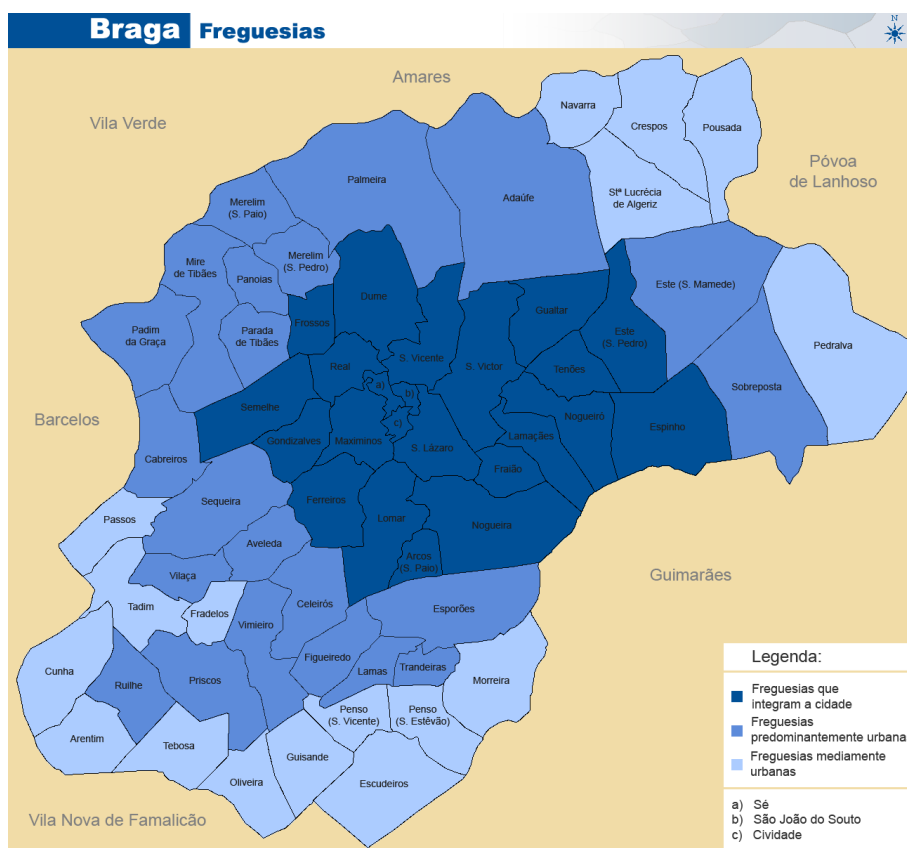 Braga Freguesias
N
Amares
Vila Verde
Póvoa
de Lanhoso
Barcelos
Guimarães
Vila Nova de Famalicão
Navarra
Crespos
Pousada
Stª Lucrécia
de Algeriz
Palmeira
Adaúfe
Merelim
(S. Paio)
Merelim
(S. Pedro)
Mire
de Tibães
Panoias
Padim
da Graça
Parada
de Tibães
Dume
Frossos
Gualtar
Este (S. Mamede)
Este
(S. Pedro)
Pedralva
Sobreposta
Real
S. Vicente
S. Victor
Tenões
a)
b)
c)
Semelhe
Gondizalves
Maximinos
S. Lázaro
Lamaçães
Nogueiró
Espinho
Fraião
Cabreiros
Sequeira
Ferreiros
Lomar
Nogueira
Passos
Aveleda
Arcos
(S. Paio)
Vilaça
Tadim
Fradelos
Vimieiro
Celeirós
Esporões
Cunha
Ruilhe
Priscos
Figueiredo
Lamas
Trandeiras
Morreira
Penso
(S. Vicente)
Penso
(S. Estêvão)
Arentim
Tebosa
Oliveira
Guisande
Escudeiros
Legenda:
Freguesias que
integram a cidade
Freguesias
predominantemente urbana
Freguesias mediamente
urbanas
a) Sé
b) São João do Souto
c) Cividade